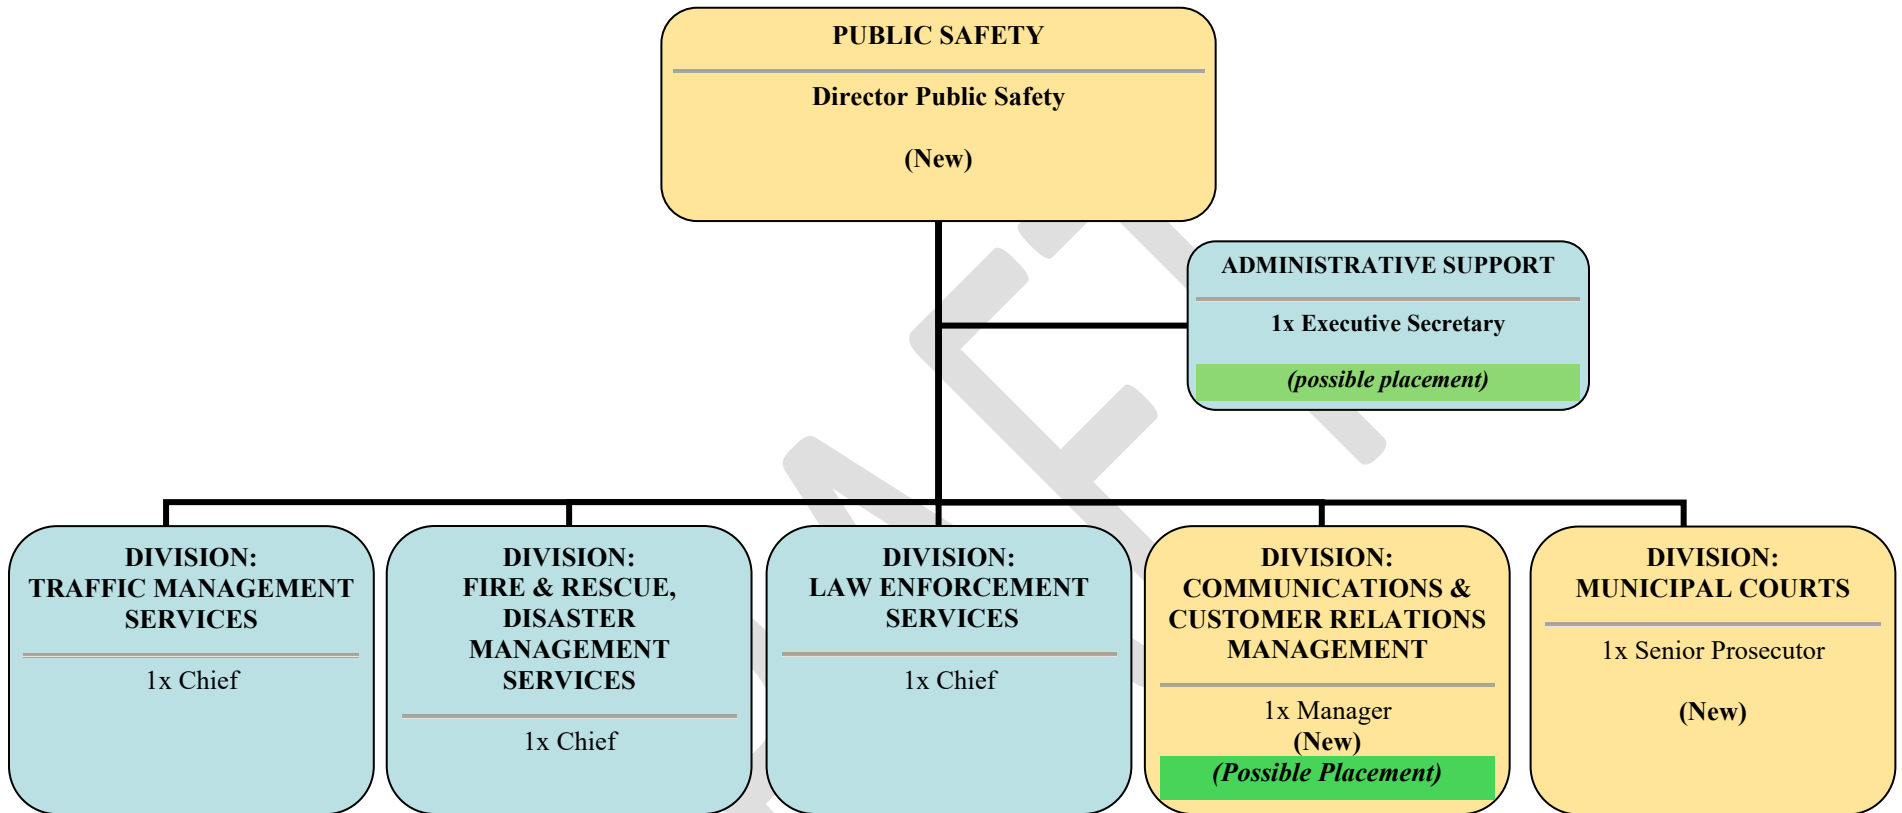 PUBLIC SAFETY
Director Public Safety
(New)
ADMINISTRATIVE SUPPORT
1x Executive Secretary
(possible placement)
DIVISION:
TRAFFIC MANAGEMENT
SERVICES
1x Chief
DIVISION:
FIRE & RESCUE,
DISASTER
MANAGEMENT
SERVICES
1x Chief
DIVISION:
LAW ENFORCEMENT
SERVICES
1x Chief
DIVISION:
COMMUNICATIONS &
CUSTOMER RELATIONS
MANAGEMENT
1x Manager
(New)
(Possible Placement)
DIVISION:
MUNICIPAL COURTS
1x Senior Prosecutor
(New)